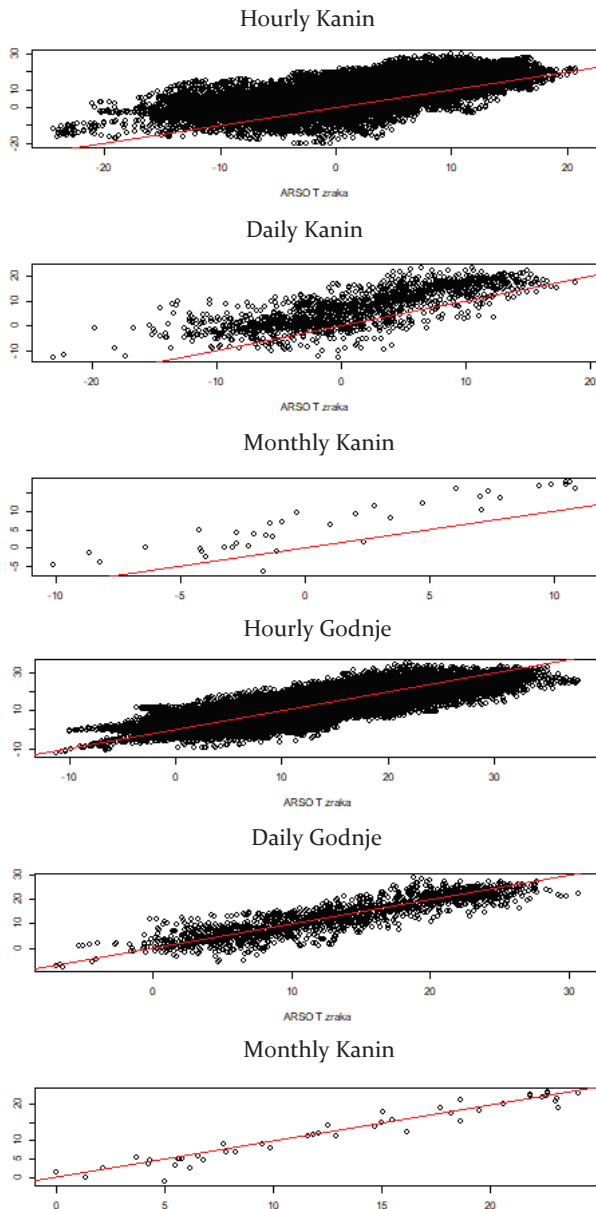 Hourly Kanin
30
10
0
-20
-20 -10 0 10 20
ARSO T zraka
Daily Kanin
20
10
0
-10
-20 -10 0 10 20
ARSO T zraka
Monthly Kanin
10
5
0
-5
-10 -5 0 5 10
Hourly Godnje
30
10
-10
-10 0 10 20 30
ARSO T zraka
Daily Godnje
30
20
10
0
0 10 20 30
ARSO T zraka
Monthly Kanin
20
10
5
0
0 5 10 15 20